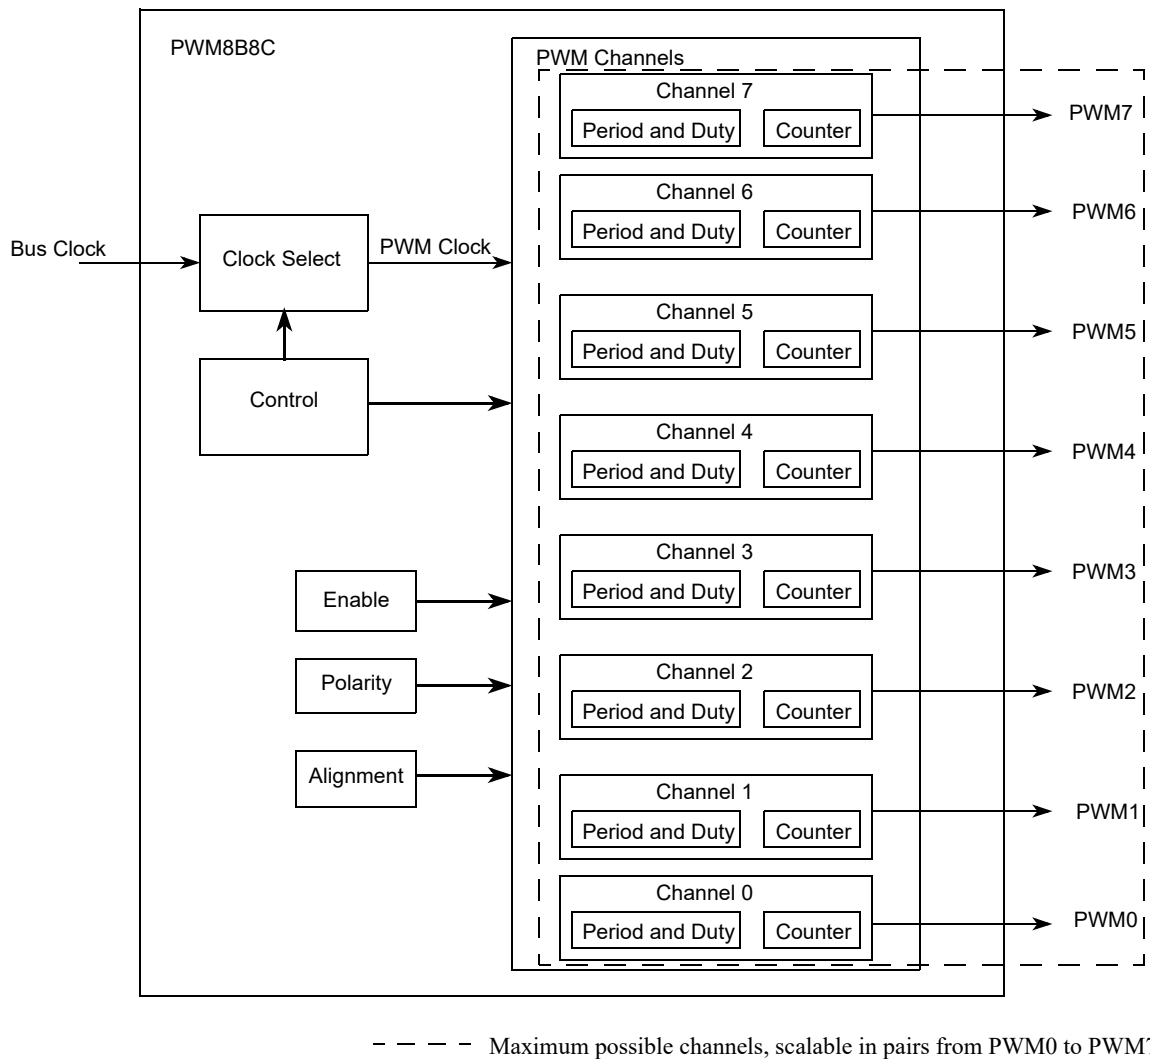 PWM8B8C
PWM Channels
Channel 7
Period and Duty
Counter
PWM7
Channel 6
Period and Duty
Counter
PWM6
Bus Clock
Clock Select
PWM Clock
Channel 5
Period and Duty
Counter
PWM5
Control
Channel 4
Period and Duty
Counter
PWM4
Channel 3
Period and Duty
Counter
PWM3
Enable
Polarity
Channel 2
Period and Duty
Counter
PWM2
Alignment
Channel 1
Period and Duty
Counter
PWM1
Channel 0
Period and Duty
Counter
PWM0
Maximum possible channels, scalable in pairs from PWM0 to PWM7